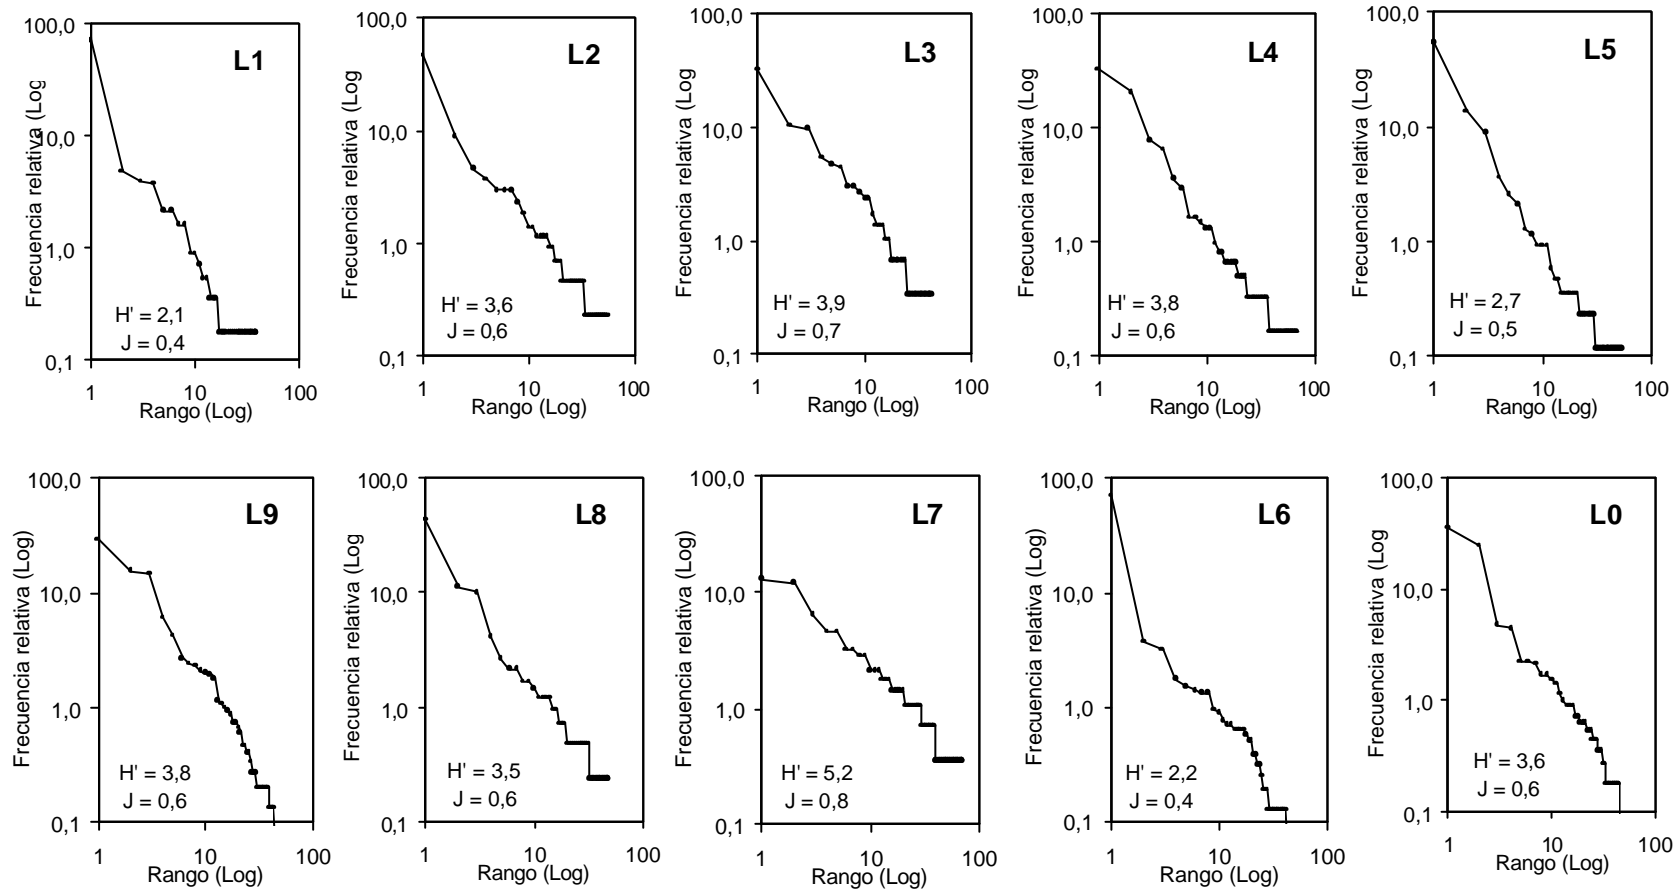 L1
100,0
10,0
1,0
0,1
Frecuencia relativa (Log
H' = 2,1
J = 0,4
1 10 100
Rango (Log)
L2
100,0
10,0
1,0
0,1
Frecuencia relativa (Log
H' = 3,6
J = 0,6
1 10 100
Rango (Log)
L3
100,0
10,0
1,0
0,1
Frecuencia relativa (Log
H' = 3,9
J = 0,7
1 10 100
Rango (Log)
L4
100,0
10,0
1,0
0,1
Frecuencia relativa (Log
H' = 3,8
J = 0,6
1 10 100
Rango (Log)
L5
100,0
10,0
1,0
0,1
Frecuencia relativa (Log
H' = 2,7
J = 0,5
1 10 100
Rango (Log)
L9
100,0
10,0
1,0
0,1
Frecuencia relativa (Log)
H' = 3,8
J = 0,6
1 10 100
Rango (Log)
L8
100,0
10,0
1,0
0,1
Frecuencia relativa (Log
H' = 3,5
J = 0,6
1 10 100
Rango (Log)
L7
100,0
10,0
1,0
0,1
Frecuencia relativa (Log)
H' = 5,2
J = 0,8
1 10 100
Rango (Log)
L6
100,0
10,0
1,0
0,1
Frecuencia relativa (Log)
H' = 2,2
J = 0,4
1 10 100
Rango (Log)
L0
100,0
10,0
1,0
0,1
Frecuencia relativa (Log
H' = 3,6
J = 0,6
1 10 100
Rango (Log)